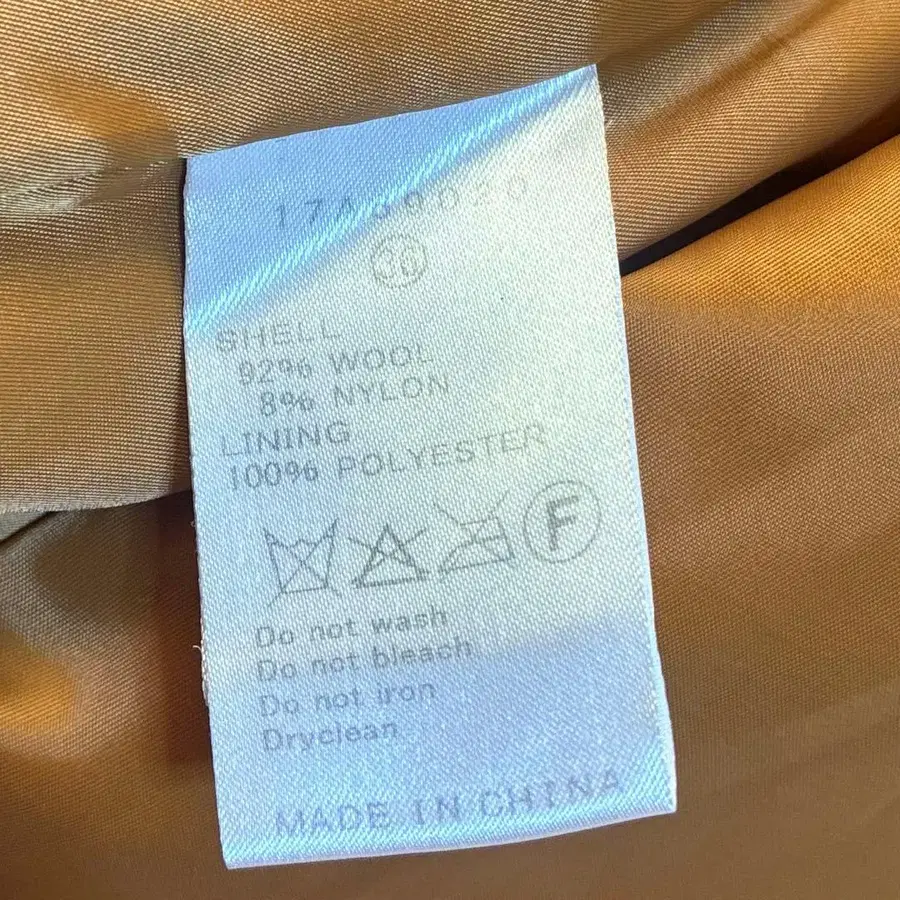 SHELL
92% WOOL
8% NYLON
LINING
100% POLYESTER
F
Do not wash
Do not bleach
Do not iron
Dryclean
MADE IN CHINA